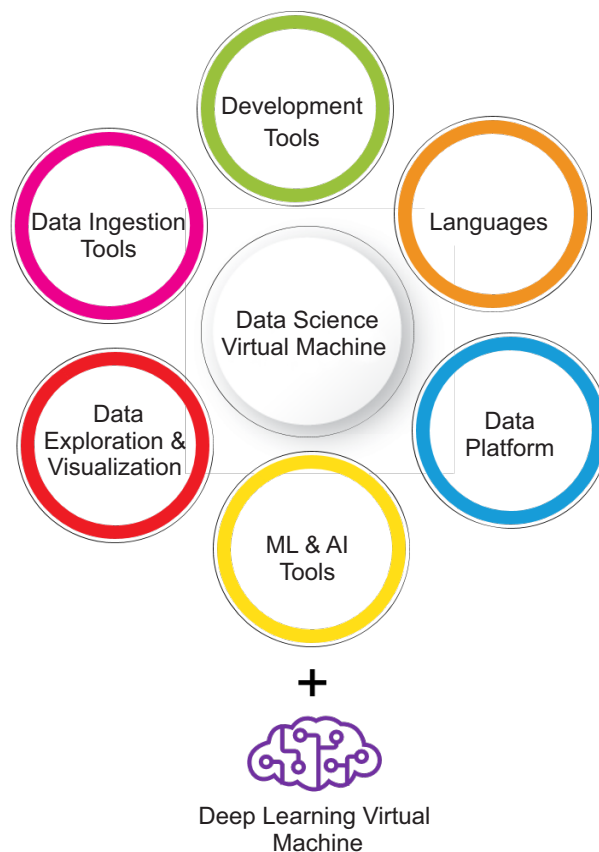 Development
Tools
Data Ingestion
Tools
Languages
Data Science
Virtual Machine
Data
Exploration &
Visualization
Data
Platform
ML & AI
Tools
+
Deep Learning Virtual
Machine